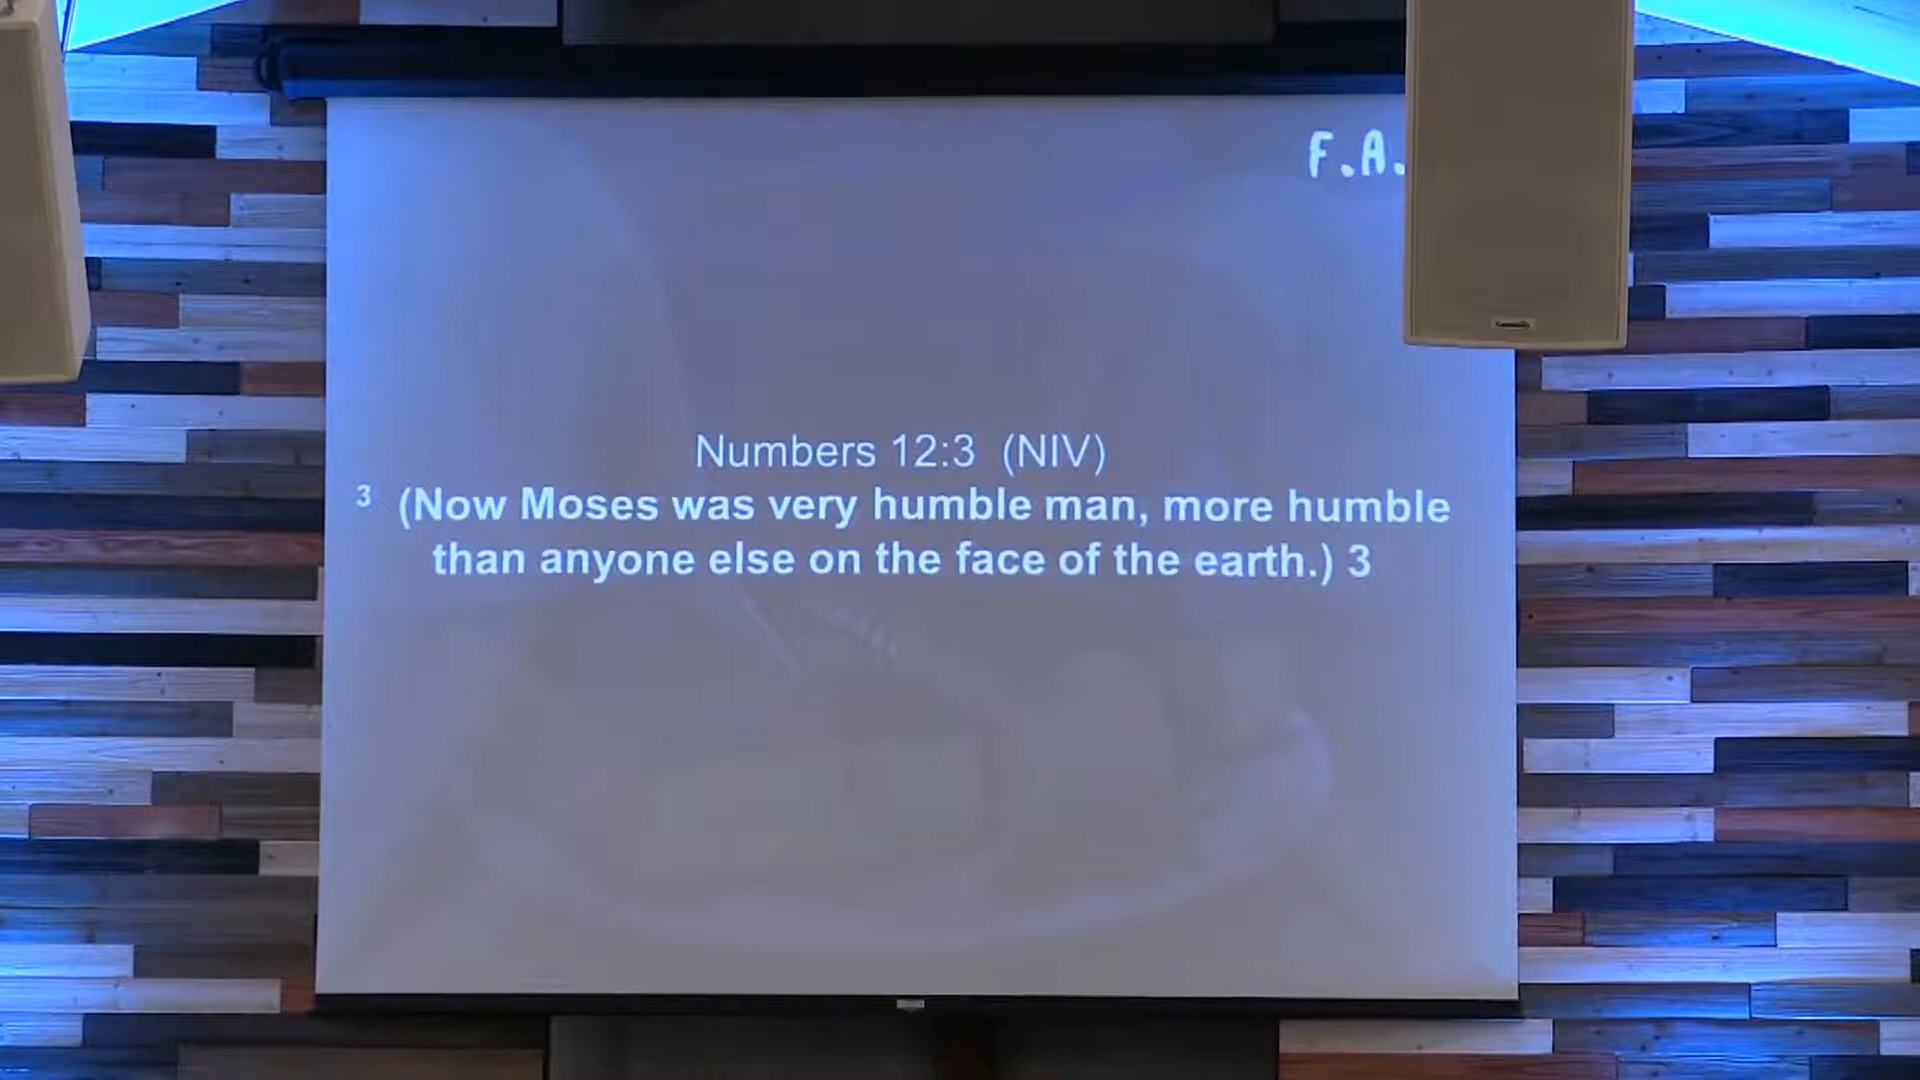 F.A.
Numbers 12:3 (NIV)
3 (Now Moses was very humble man, more humble
than anyone else on the face of the earth.) 3